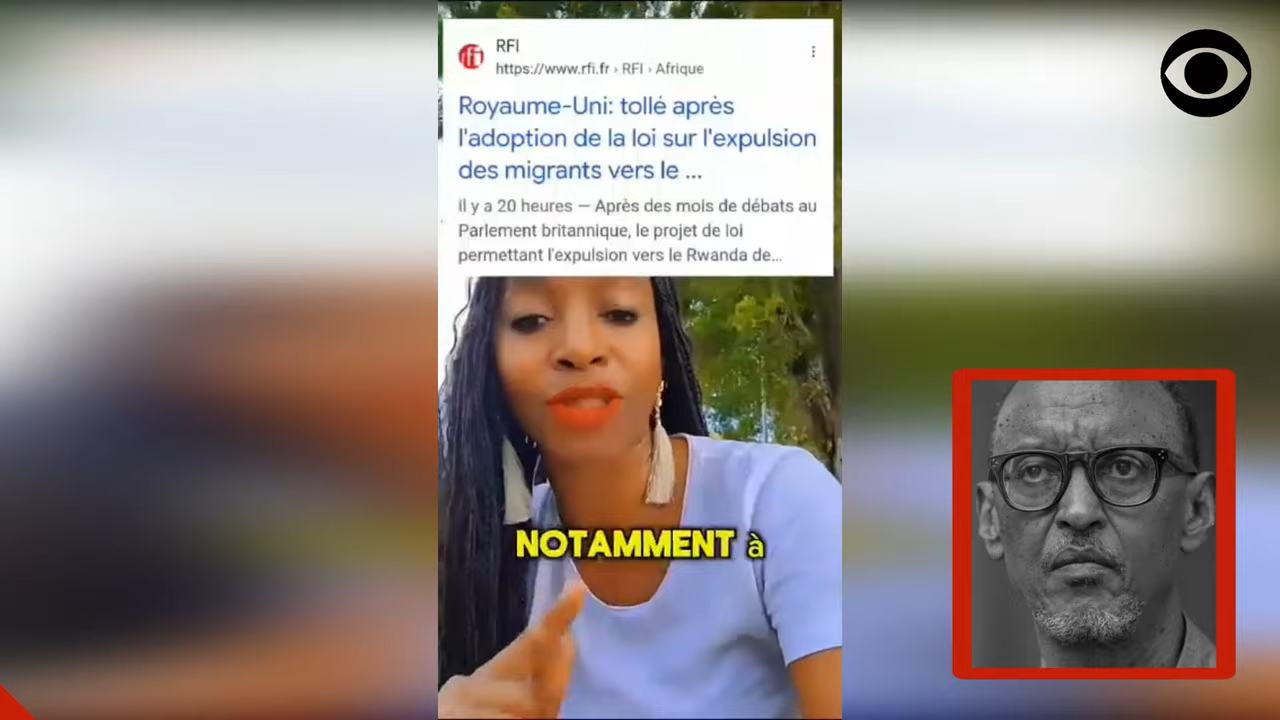 RFI
https://www.rfi.fr › RFI › Afrique
Royaume-Uni: tollé après
l'adoption de la loi sur l'expulsion
des migrants vers le ...
Il y a 20 heures — Après des mois de débats au
Parlement britannique, le projet de loi
permettant l'expulsion vers le Rwanda de...
NOTAMMENT à